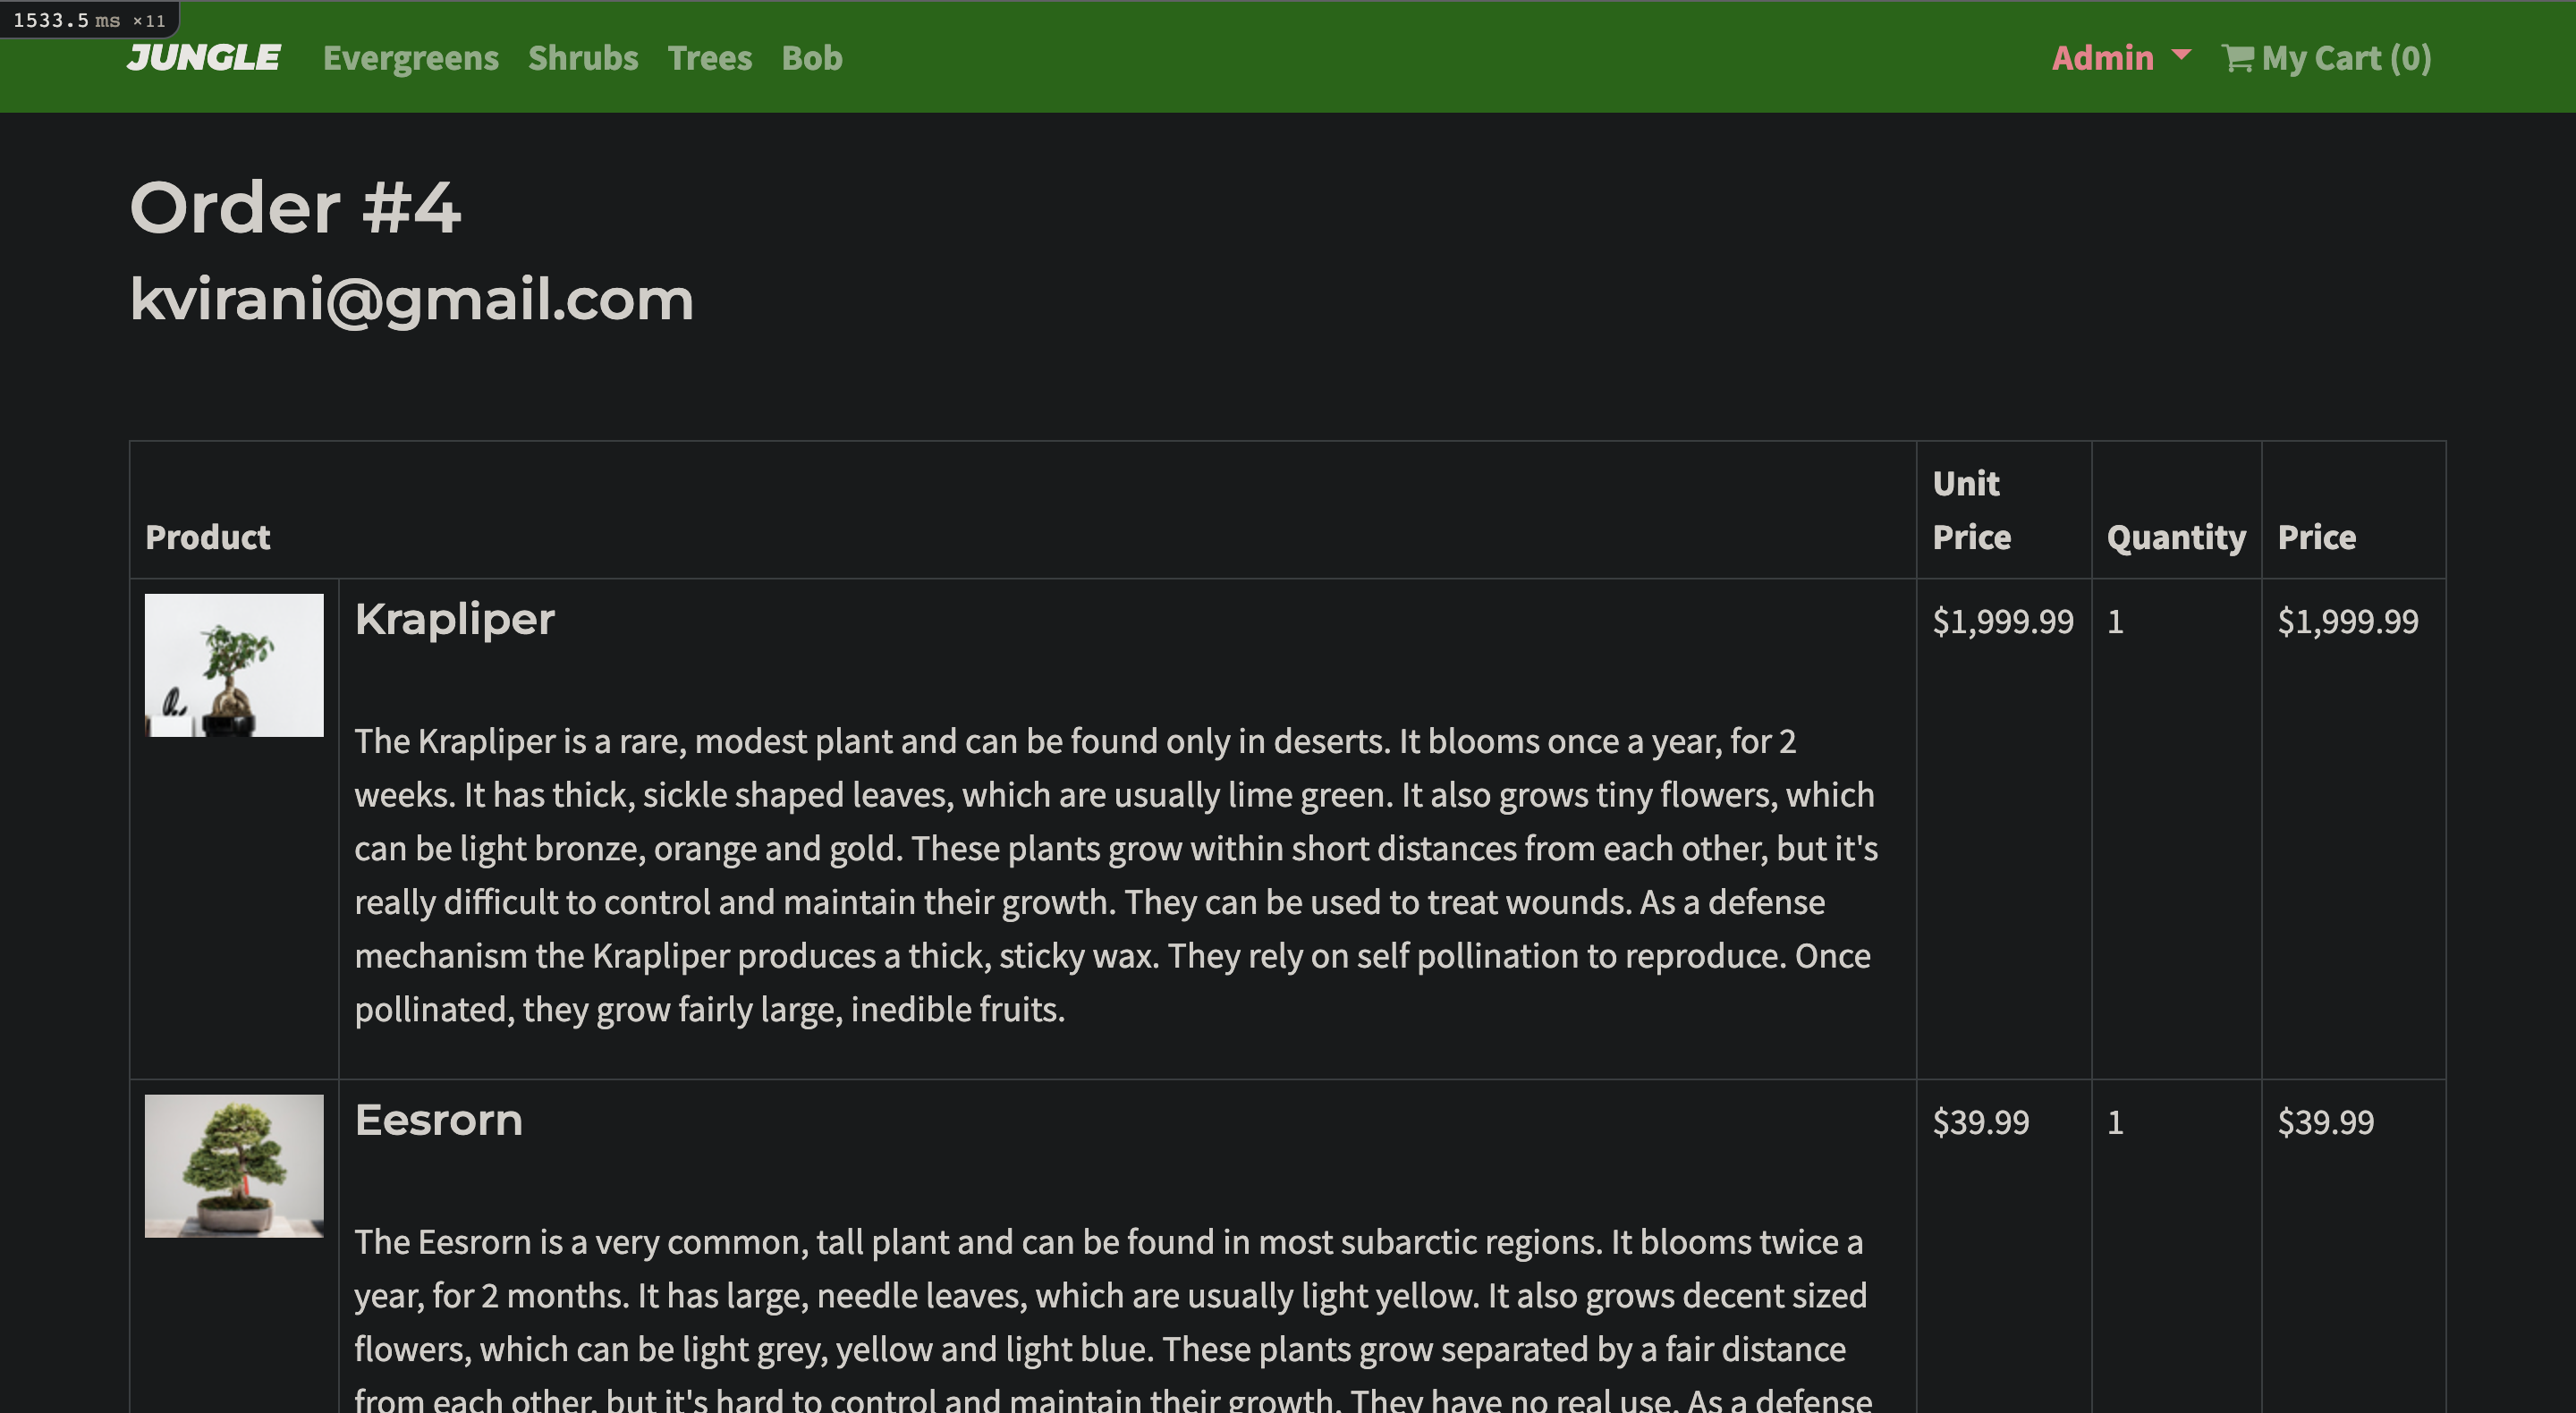 1533.5 ms ×11
JUNGLE Evergreens Shrubs Trees Bob Admin My Cart (0)
Order #4
kvirani@gmail.com
Product Unit Price Quantity Price
Krapliper $1,999.99 1 $1,999.99
The Krapliper is a rare, modest plant and can be found only in deserts. It blooms once a year, for 2
weeks. It has thick, sickle shaped leaves, which are usually lime green. It also grows tiny flowers, which
can be light bronze, orange and gold. These plants grow within short distances from each other, but it's
really difficult to control and maintain their growth. They can be used to treat wounds. As a defense
mechanism the Krapliper produces a thick, sticky wax. They rely on self pollination to reproduce. Once
pollinated, they grow fairly large, inedible fruits.
Eesrorn $39.99 1 $39.99
The Eesrorn is a very common, tall plant and can be found in most subarctic regions. It blooms twice a
year, for 2 months. It has large, needle leaves, which are usually light yellow. It also grows decent sized
flowers, which can be light grey, yellow and light blue. These plants grow separated by a fair distance
from each other, but it's hard to control and maintain their growth. They have no real use. As a defense